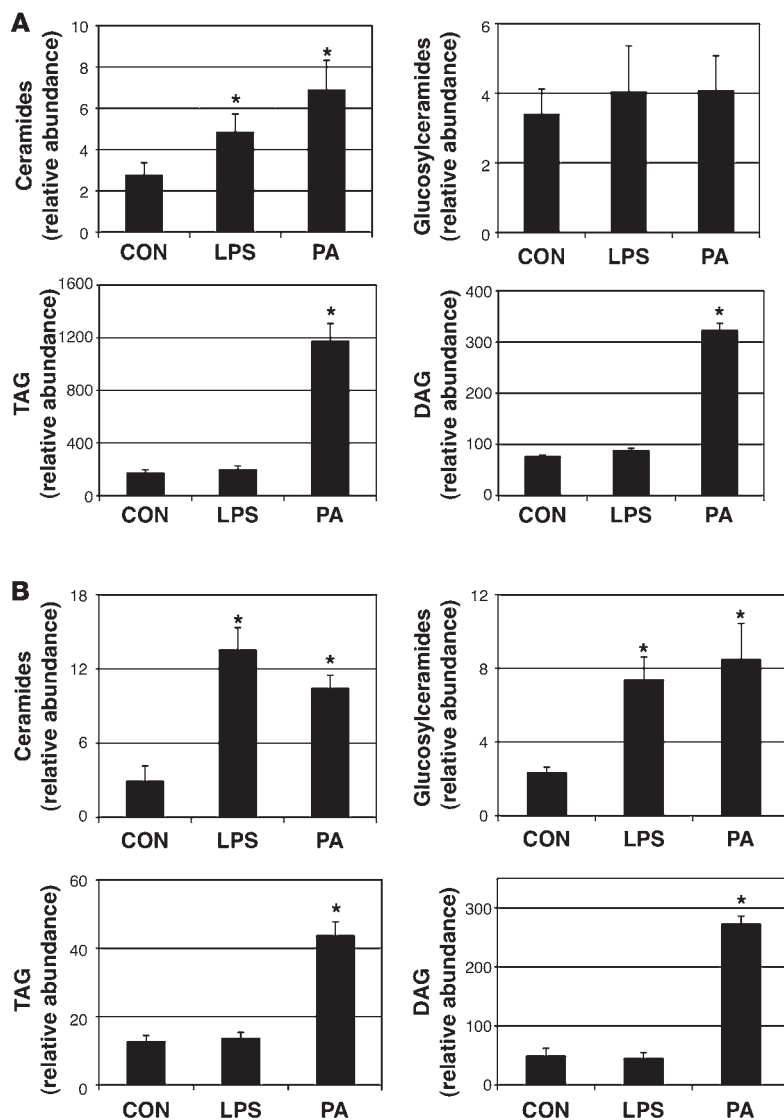 A
Ceramides
(relative abundance)
10
8
6
4
2
0
*
*
CON LPS PA
Glucosylceramides
(relative abundance)
6
4
2
0
CON LPS PA
TAG
(relative abundance)
1600
1200
800
400
0
*
CON LPS PA
DAG
(relative abundance)
400
300
200
100
0
*
CON LPS PA
B
Ceramides
(relative abundance)
18
12
6
0
*
*
CON LPS PA
Glucosylceramides
(relative abundance)
12
8
4
0
*
*
CON LPS PA
TAG
(relative abundance)
60
40
20
0
*
CON LPS PA
DAG
(relative abundance)
300
200
100
0
*
CON LPS PA